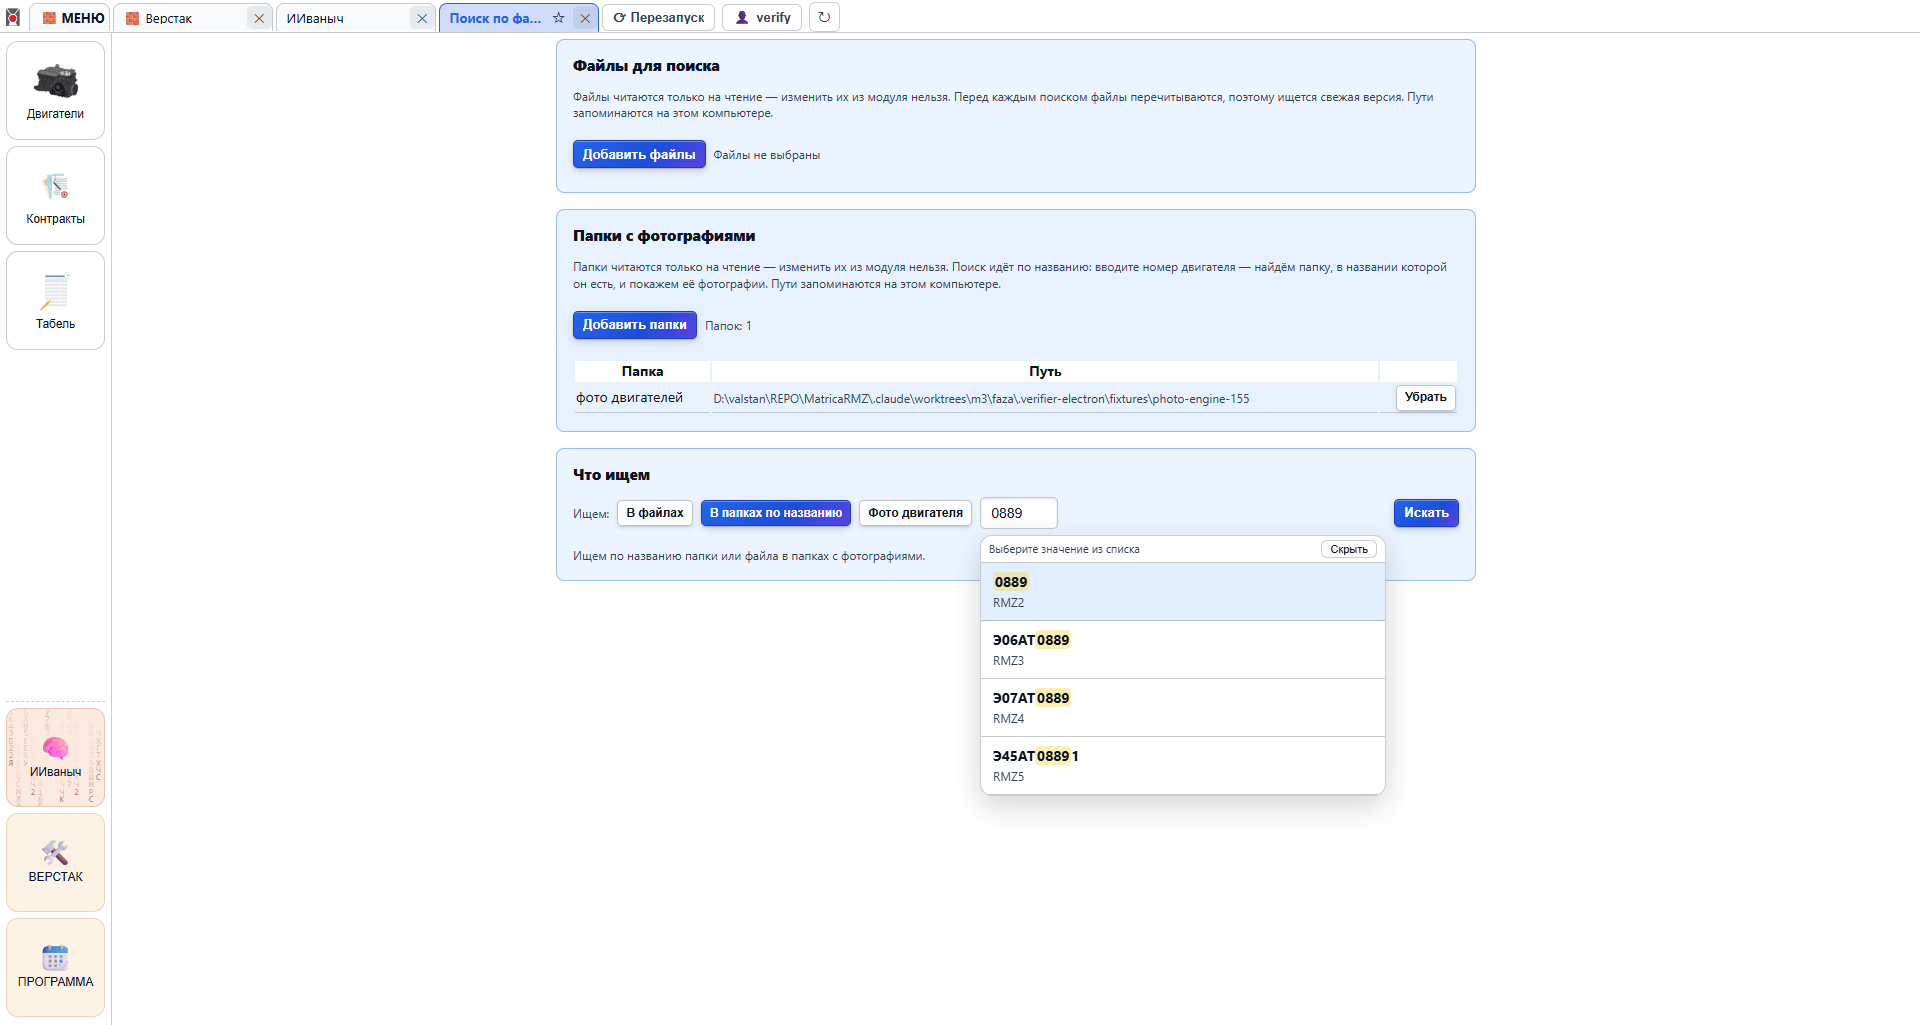 МЕНЮ
Верстак
ИИваныч
Поиск по фа...
Перезапуск
verify
Двигатели
Контракты
Табель
ИИваныч
ВЕРСТАК
ПРОГРАММА
Файлы для поиска
Файлы читаются только на чтение — изменить их из модуля нельзя. Перед каждым поиском файлы перечитываются, поэтому ищется свежая версия. Пути
запоминаются на этом компьютере.
Добавить файлы Файлы не выбраны
Папки с фотографиями
Папки читаются только на чтение — изменить их из модуля нельзя. Поиск идёт по названию: вводите номер двигателя — найдём папку, в названии которой
он есть, и покажем её фотографии. Пути запоминаются на этом компьютере.
Добавить папки Папок: 1
Папка Путь
фото двигателей D:\valstan\REPO\MatricaRMZ\.claude\worktrees\m3\faza\.verifier-electron\fixtures\photo-engine-155 Убрать
Что ищем
Ищем: В файлах В папках по названию Фото двигателя 0889 Искать
Ищем по названию папки или файла в папках с фотографиями.
Выберите значение из списка Скрыть
0889
RMZ2
Э06АТ0889
RMZ3
Э07АТ0889
RMZ4
Э45АТ08891
RMZ5